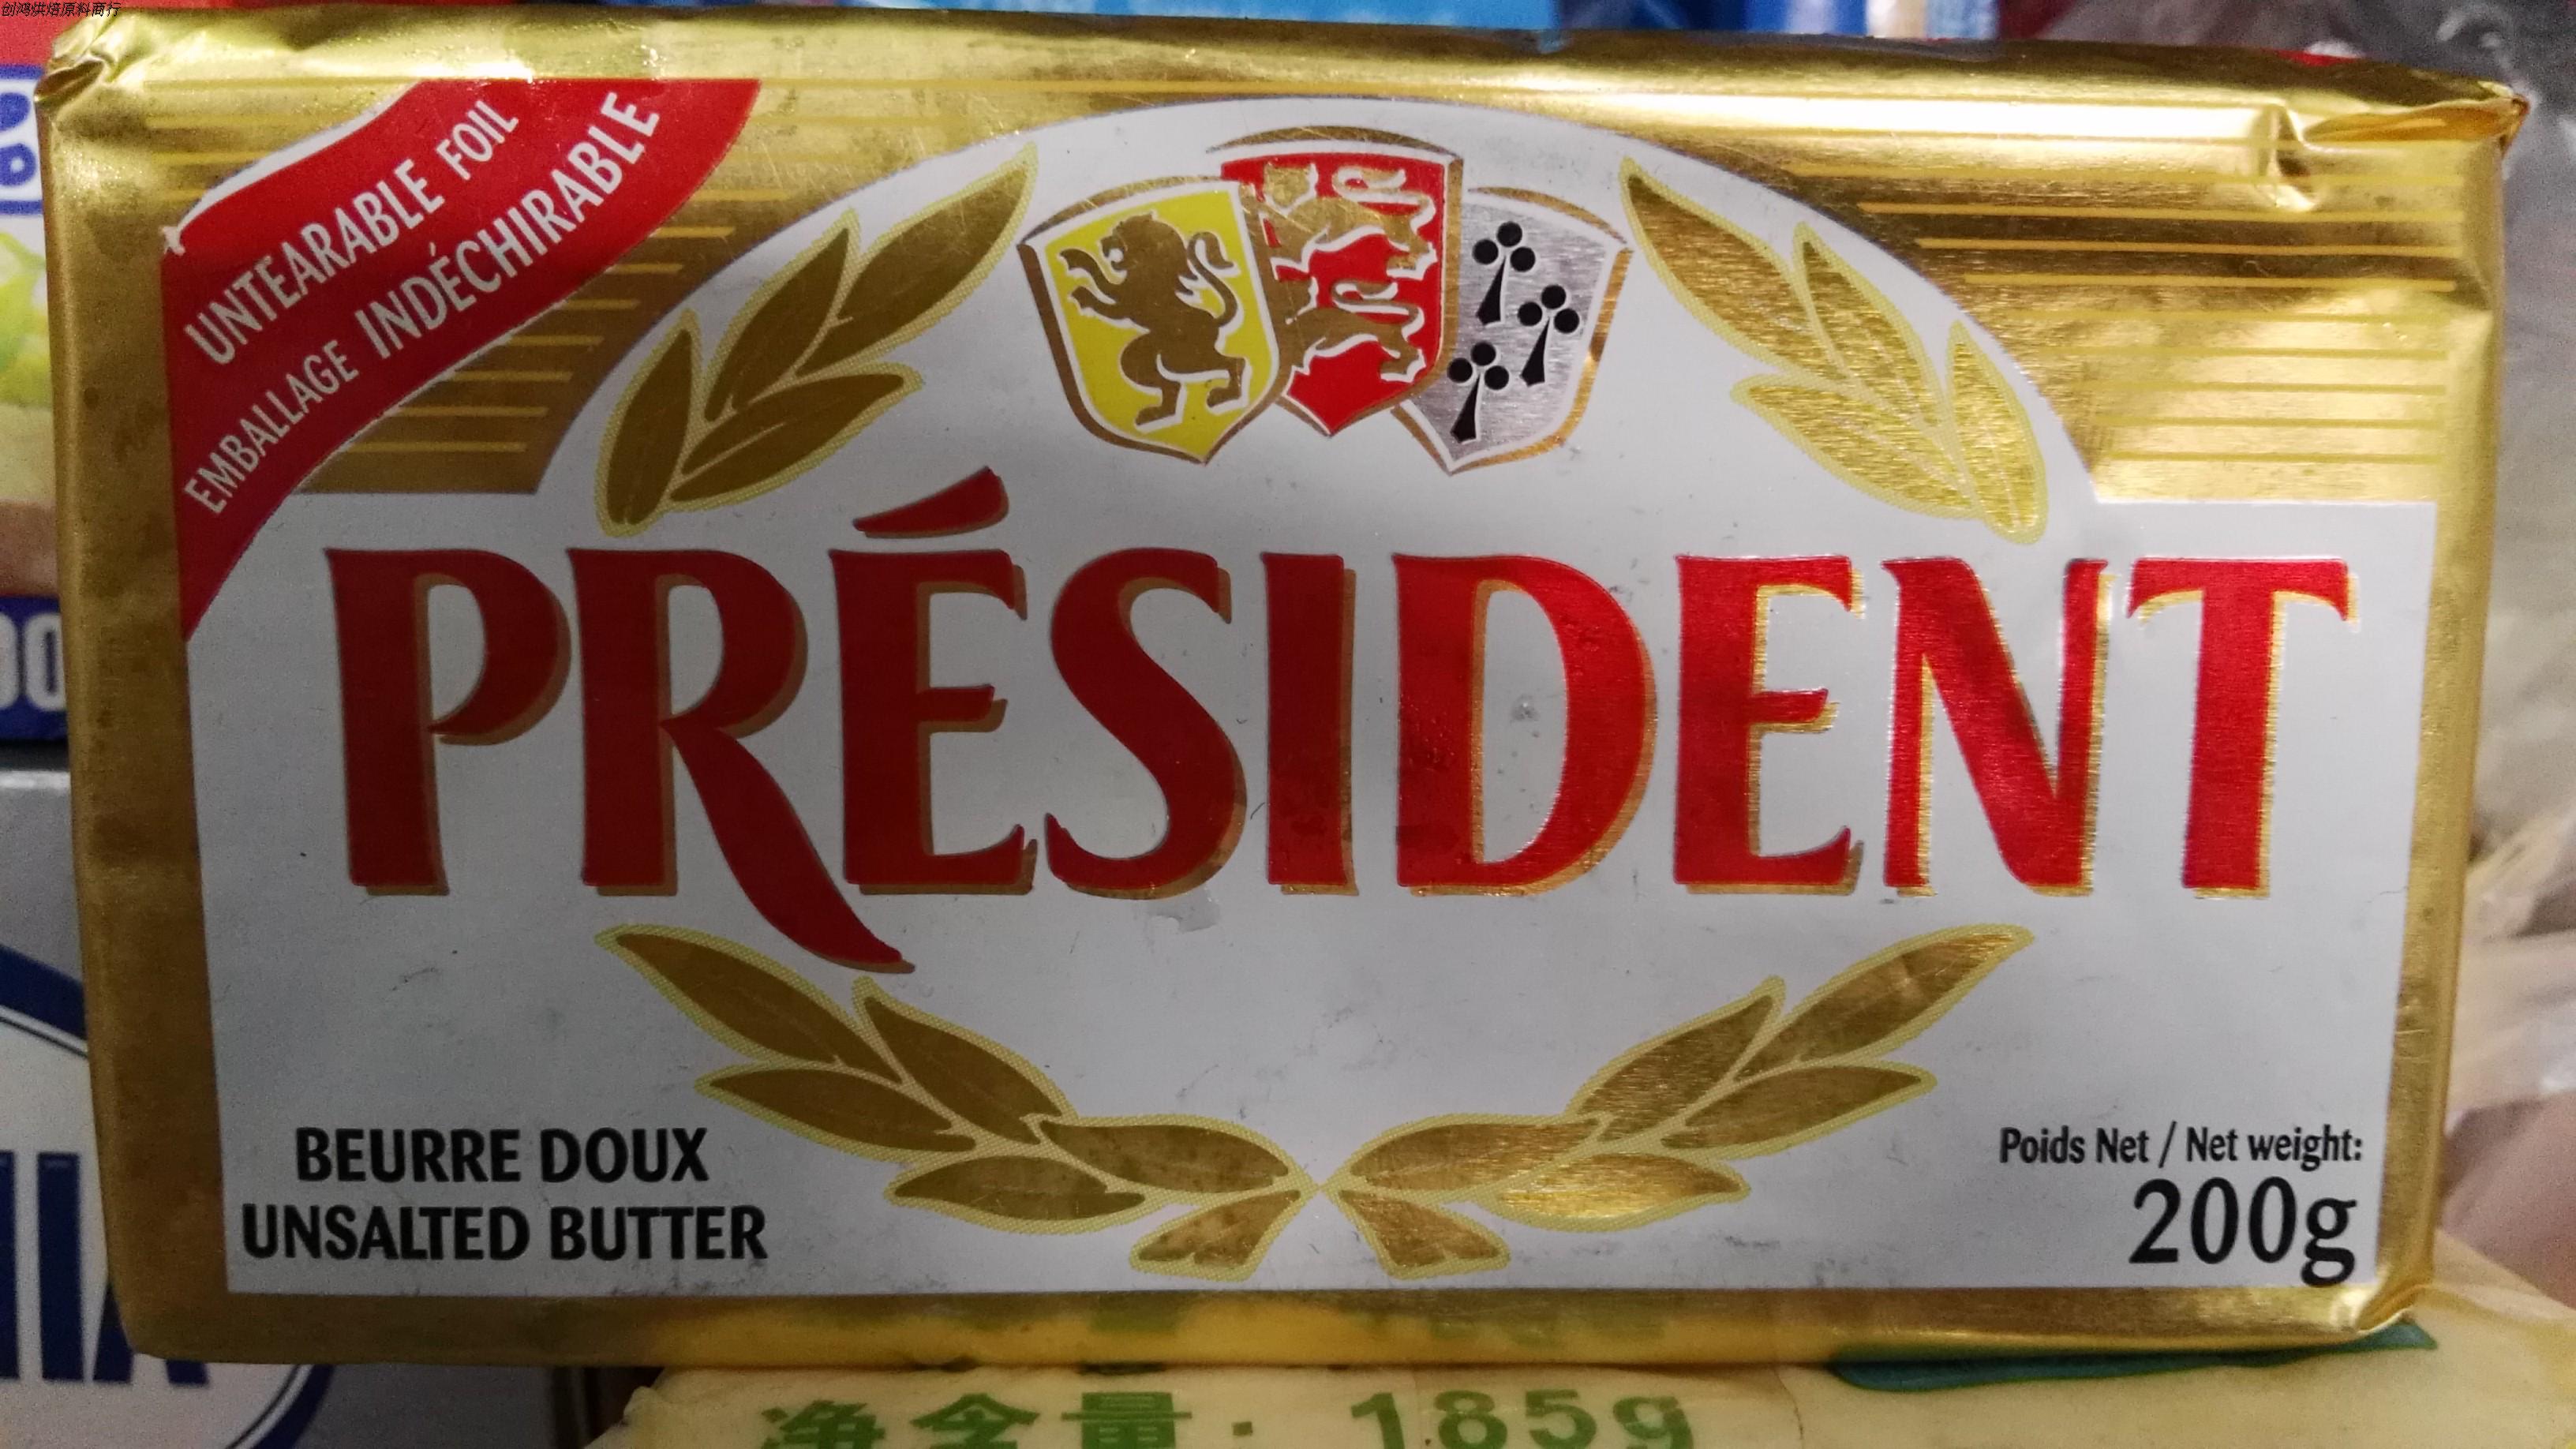 创鸿烘焙原料商行
UNTEARABLE FOIL
EMBALLAGE INDÉCHIRABLE
PRÉSIDENT
BEURRE DOUX
UNSALTED BUTTER
Poids Net / Net weight:
200g
净含量: 185g